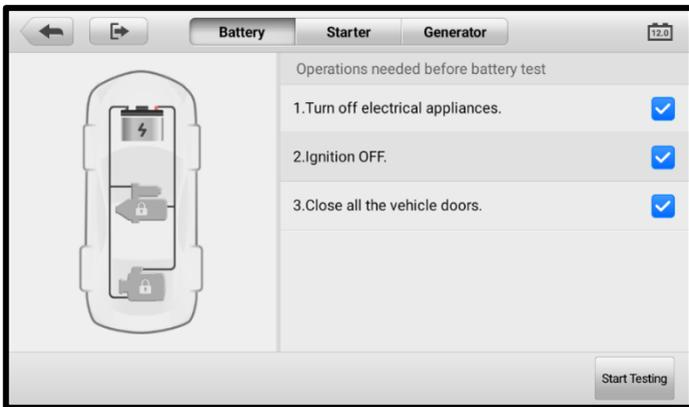 Battery
Starter
Generator
12.0
Operations needed before battery test
1.Turn off electrical appliances.
2.Ignition OFF.
3.Close all the vehicle doors.
Start Testing